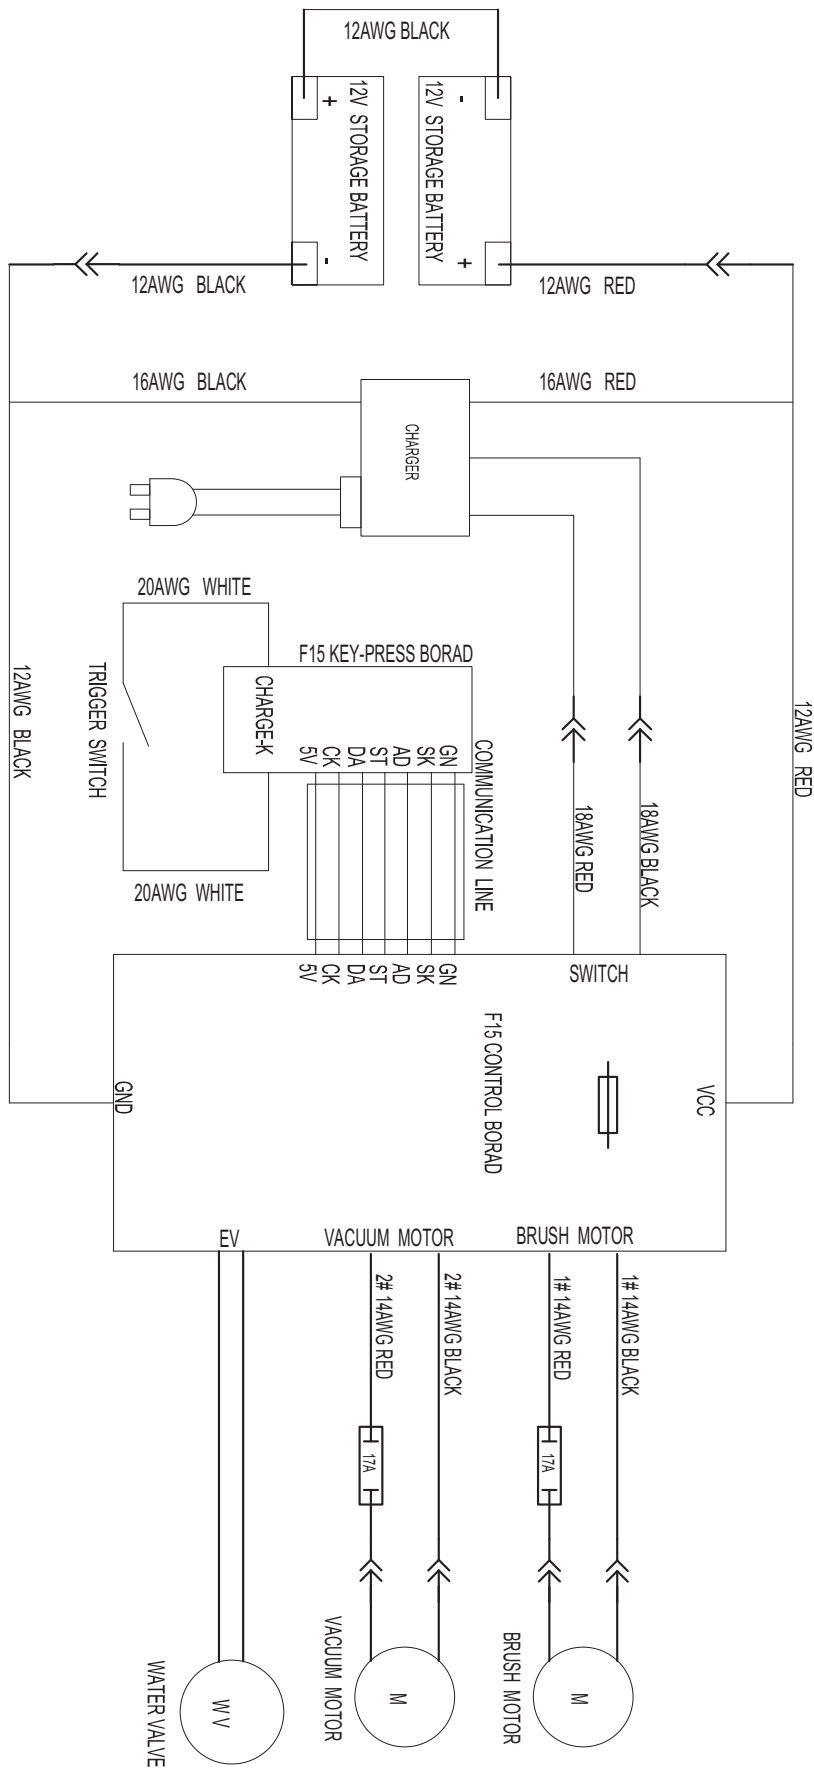 12AWG BLACK
+
12V STORAGE BATTERY
-
-
12V STORAGE BATTERY
+
12AWG BLACK
12AWG RED
16AWG BLACK
16AWG RED
CHARGER
20AWG WHITE
F15 KEY-PRESS BORAD
12AWG BLACK
TRIGGER SWITCH
CHARGE-K
5V
CK
DA
ST
AD
SK
GN
COMMUNICATION LINE
12AWG RED
18AWG RED
18AWG BLACK
20AWG WHITE
5V
CK
DA
ST
AD
SK
GN
SWITCH
F15 CONTROL BORAD
GND
VCC
EV
VACUUM MOTOR
BRUSH MOTOR
2# 14AWG RED
2# 14AWG BLACK
1# 14AWG RED
1# 14AWG BLACK
17A
17A
WATER VALVE
W V
VACUUM MOTOR
M
BRUSH MOTOR
M